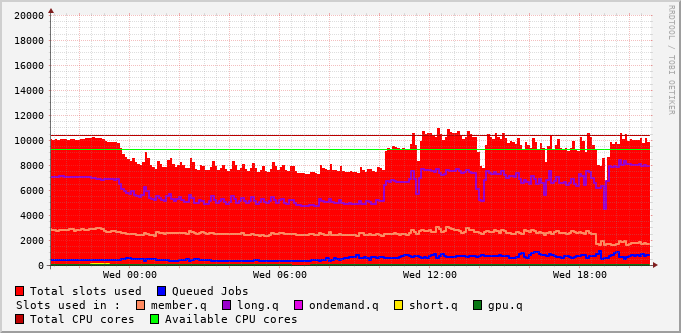 20000
18000
16000
14000
12000
10000
8000
6000
4000
2000
0
Wed 00:00 Wed 06:00 Wed 12:00 Wed 18:00
RRDTOOL / TOBI OETIKER
Total slots used Queued Jobs
Slots used in : member.q long.q ondemand.q short.q gpu.q
Total CPU cores Available CPU cores